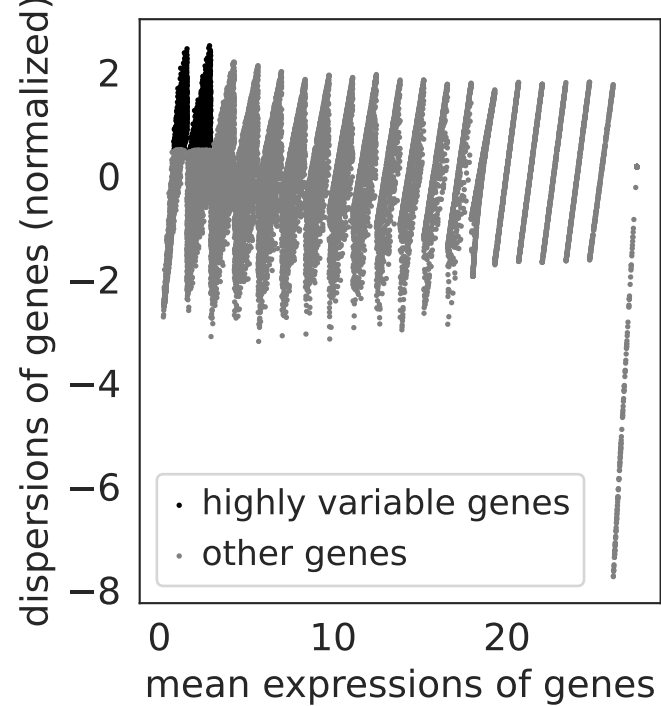 dispersions of genes (normalized)
2
0
−2
−4
−6
−8
highly variable genes
other genes
0 10 20
mean expressions of genes